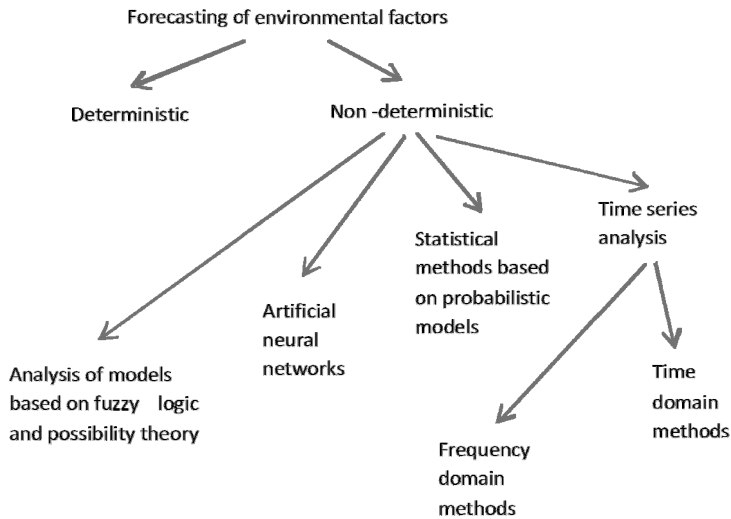 Forecasting of environmental factors
Deterministic
Non -deterministic
Analysis of models
based on fuzzy logic
and possibility theory
Artificial
neural
networks
Statistical
methods based
on probabilistic
models
Time series
analysis
Frequency
domain
methods
Time
domain
methods